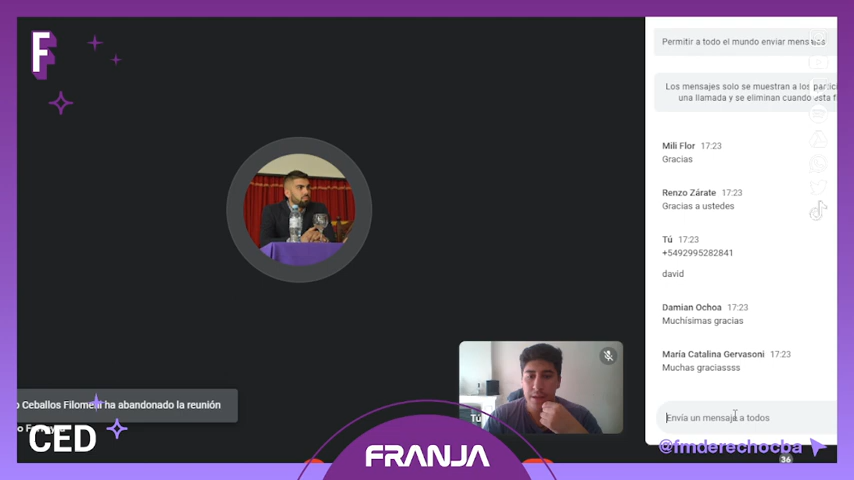 F
Permitir a todo el mundo enviar mensajes
Los mensajes solo se muestran a los
una llamada y se eliminan cuando esta
Mili Flor 17:23
Gracias
Renzo Zárate 17:23
Gracias a ustedes
Tú 17:23
+5492995282841
david
Damian Ochoa 17:23
Muchísimas gracias
María Catalina Gervasoni 17:23
Muchas graciassss
Envía un mensaje a todos
Tú
Ceballos ha abandonado la reunión
CED
FRANJA
@fmderechocba
36